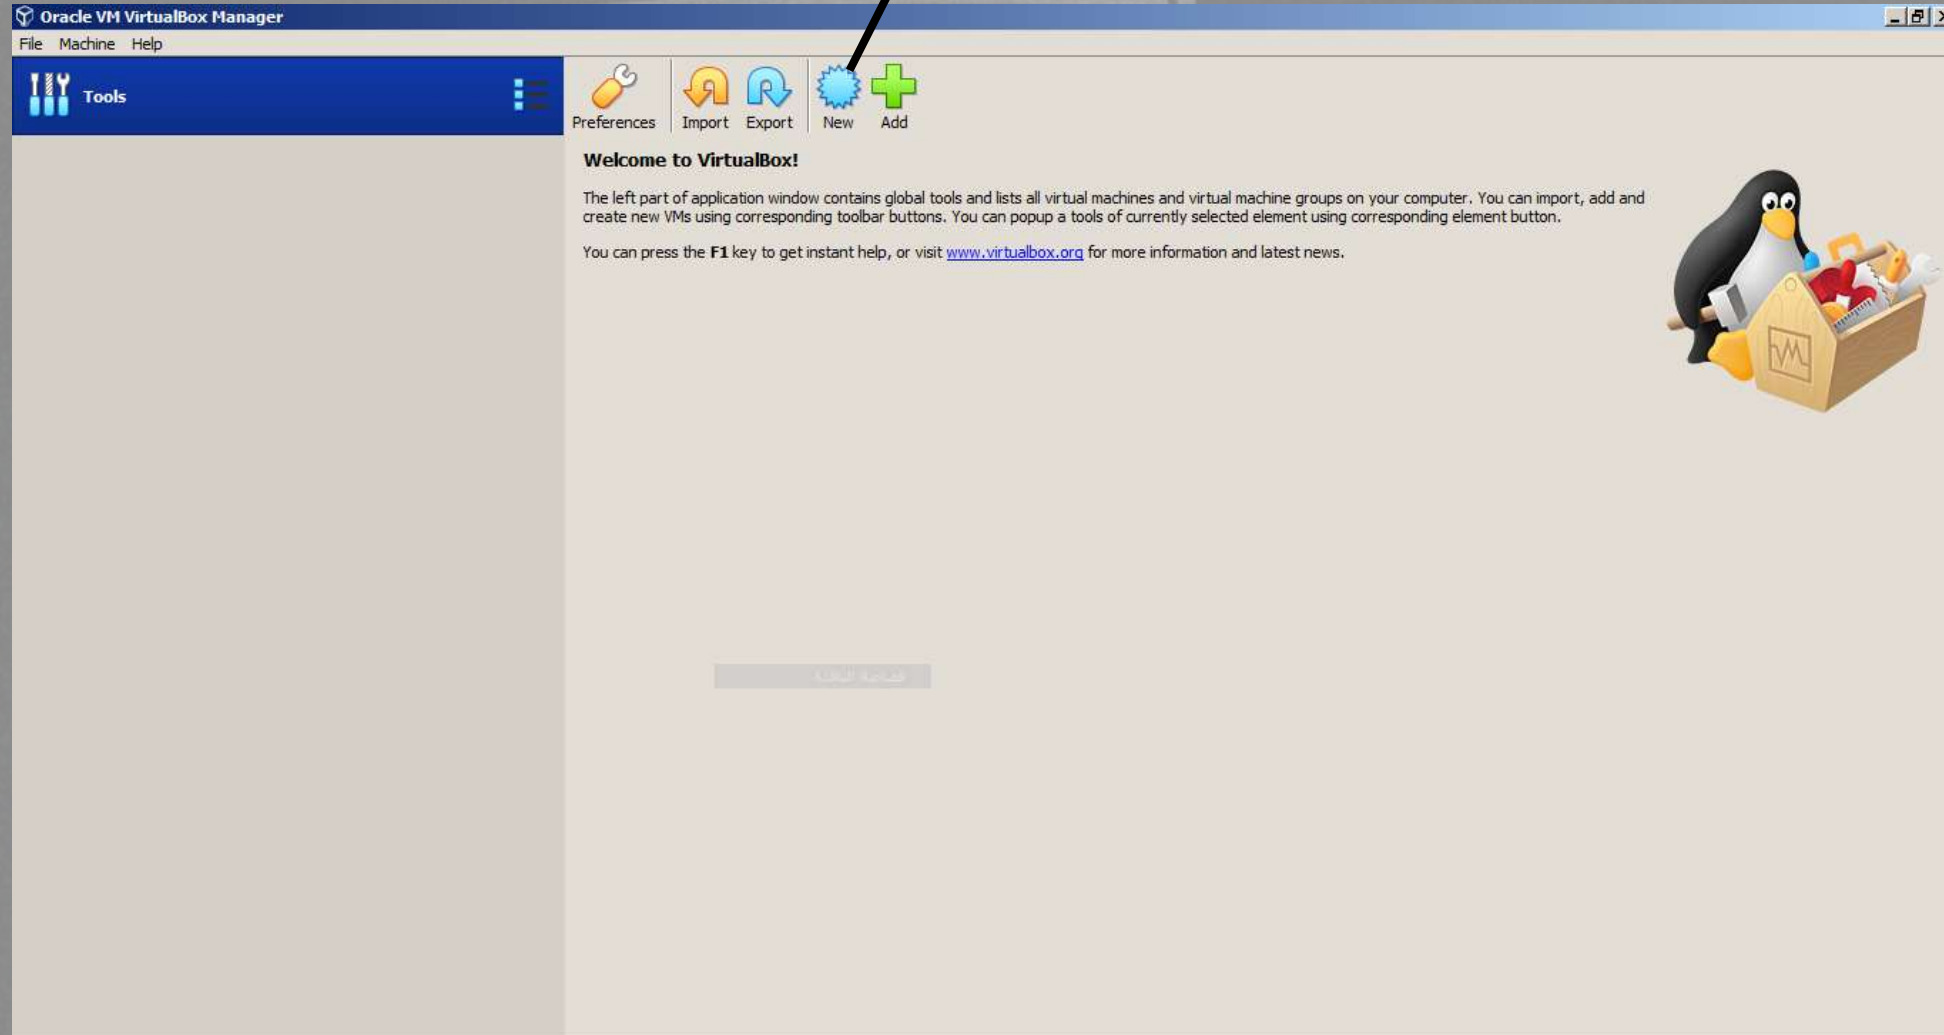 Oracle VM VirtualBox Manager
File Machine Help
Tools
Preferences Import Export New Add
Welcome to VirtualBox!
The left part of application window contains global tools and lists all virtual machines and virtual machine groups on your computer. You can import, add and
create new VMs using corresponding toolbar buttons. You can popup a tools of currently selected element using corresponding element button.
You can press the F1 key to get instant help, or visit www.virtualbox.org for more information and latest news.